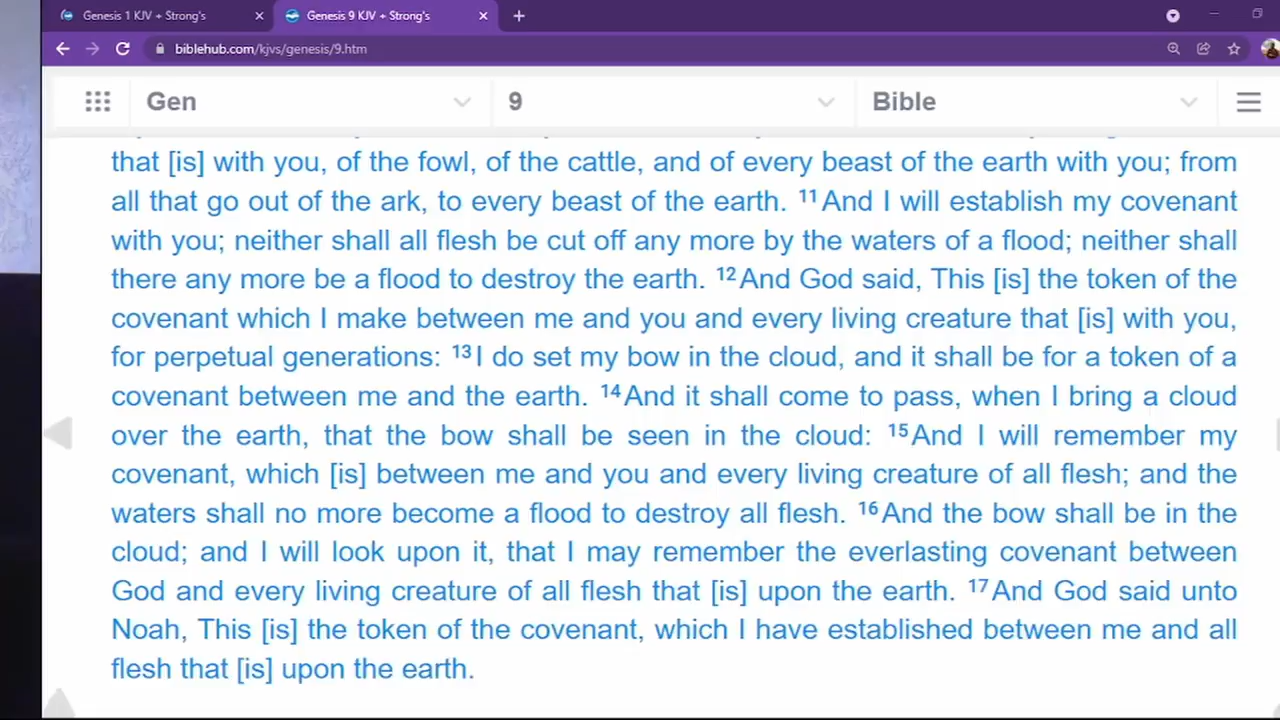 Genesis 1 KJV + Strong's
Genesis 9 KJV + Strong's
biblehub.com/kjvs/genesis/9.htm
Gen 9 Bible
that [is] with you, of the fowl, of the cattle, and of every beast of the earth with you; from
all that go out of the ark, to every beast of the earth. 11 And I will establish my covenant
with you; neither shall all flesh be cut off any more by the waters of a flood; neither shall
there any more be a flood to destroy the earth. 12 And God said, This [is] the token of the
covenant which I make between me and you and every living creature that [is] with you,
for perpetual generations: 13 I do set my bow in the cloud, and it shall be for a token of a
covenant between me and the earth. 14 And it shall come to pass, when I bring a cloud
over the earth, that the bow shall be seen in the cloud: 15 And I will remember my
covenant, which [is] between me and you and every living creature of all flesh; and the
waters shall no more become a flood to destroy all flesh. 16 And the bow shall be in the
cloud; and I will look upon it, that I may remember the everlasting covenant between
God and every living creature of all flesh that [is] upon the earth. 17 And God said unto
Noah, This [is] the token of the covenant, which I have established between me and all
flesh that [is] upon the earth.